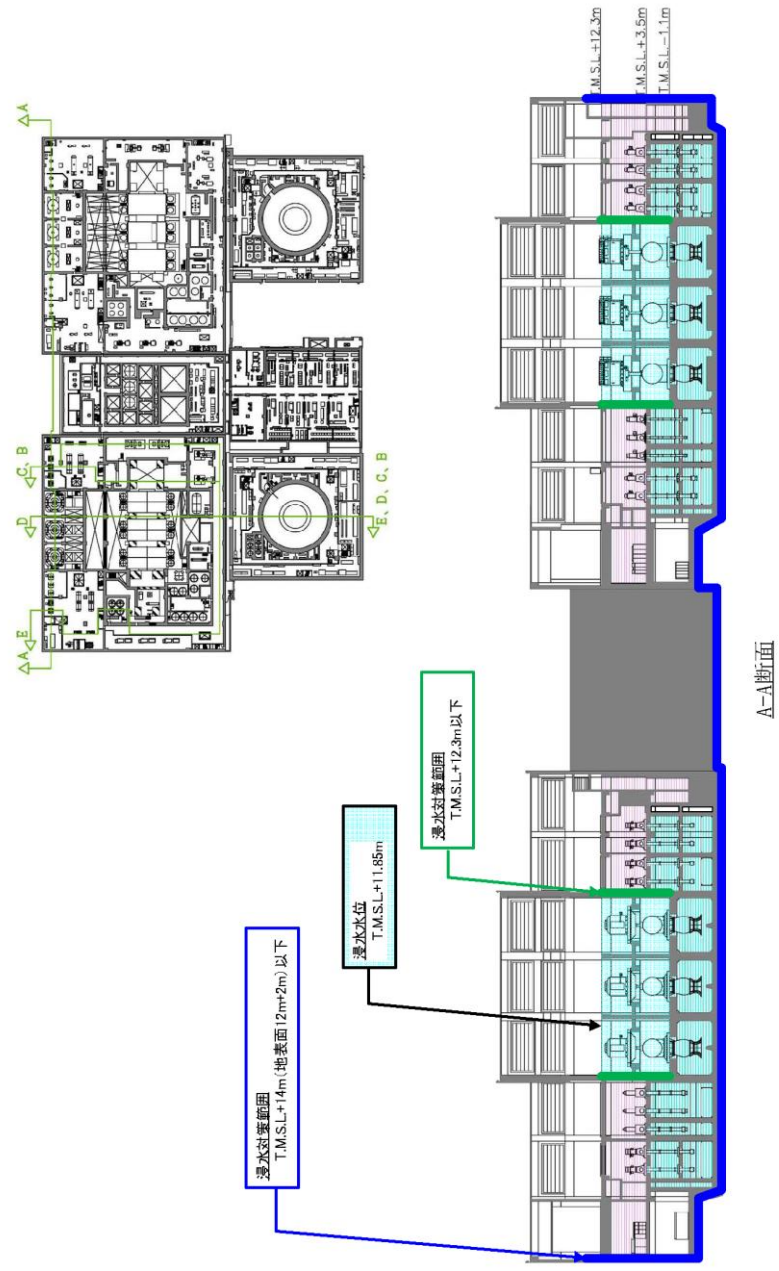 A
A
C、B
D
E
E、D、C、B
浸水対策範囲
T.M.S.L.+14m(地表面12m+2m)以下
浸水水位
T.M.S.L.+11.85m
浸水対策範囲
T.M.S.L.+12.3m以下
T.M.S.L.+12.3m
T.M.S.L.+3.5m
T.M.S.L.-1.1m
A-A断面